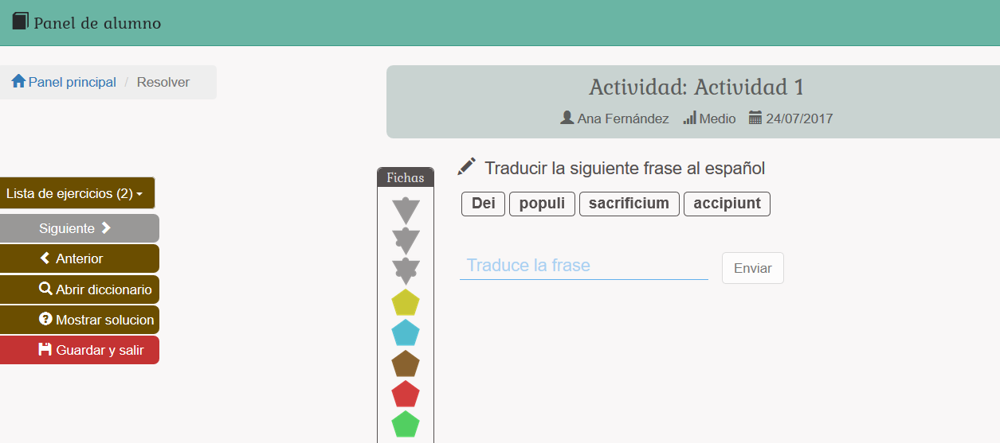 Panel de alumno
Panel principal / Resolver
Actividad: Actividad 1
Ana Fernández Medio 24/07/2017
Lista de ejercicios (2)
Siguiente
Anterior
Abrir diccionario
Mostrar solucion
Guardar y salir
Fichas
Traducir la siguiente frase al español
Dei populi sacrificium accipiunt
Traduce la frase
Enviar